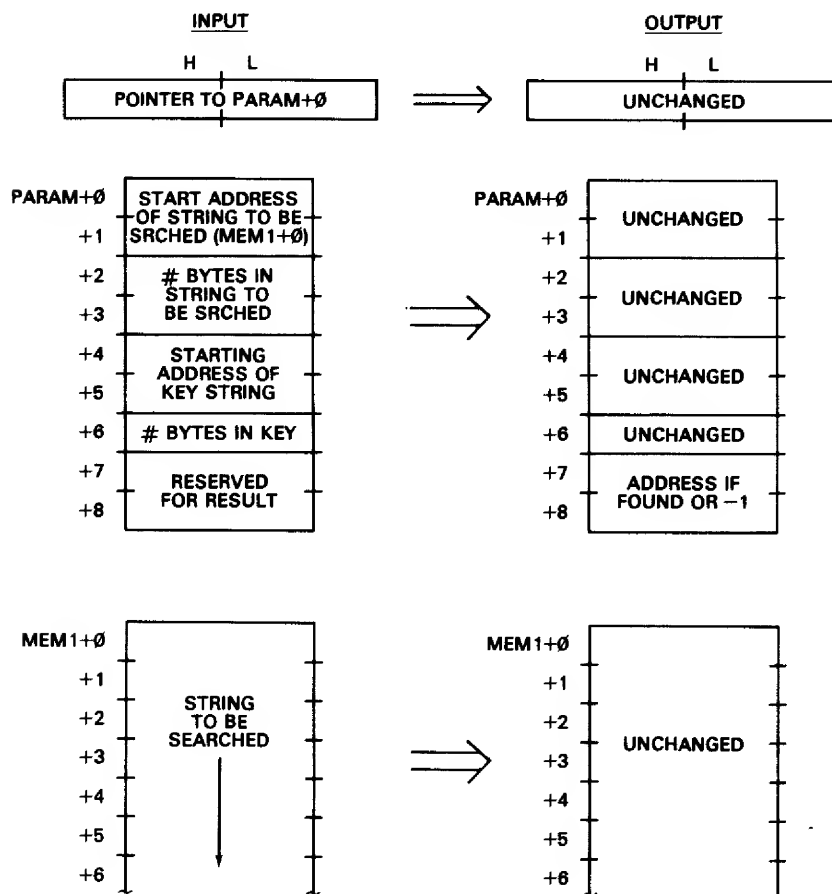 INPUT
OUTPUT
H L
H L
POINTER TO PARAM+Ø
UNCHANGED
PARAM+Ø
+1
+2
+3
+4
+5
+6
+7
+8
START ADDRESS
OF STRING TO BE
SRCHED (MEM1+Ø)
# BYTES IN
STRING TO
BE SRCHED
STARTING
ADDRESS OF
KEY STRING
# BYTES IN KEY
RESERVED
FOR RESULT
PARAM+Ø
+1
+2
+3
+4
+5
+6
+7
+8
UNCHANGED
UNCHANGED
UNCHANGED
UNCHANGED
ADDRESS IF
FOUND OR −1
MEM1+Ø
+1
+2
+3
+4
+5
+6
STRING
TO BE
SEARCHED
MEM1+Ø
+1
+2
+3
+4
+5
+6
UNCHANGED